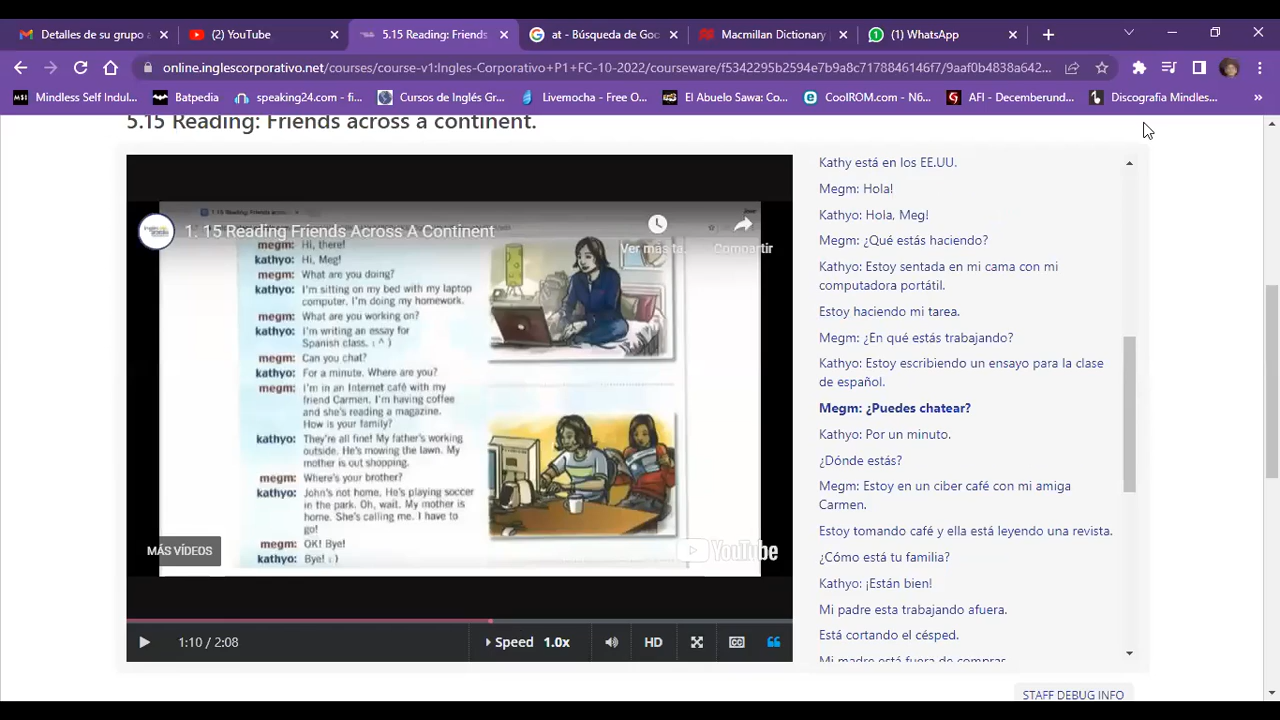 Detalles de su grupo a
(2) YouTube
5.15 Reading: Friends
at - Búsqueda de Goo
Macmillan Dictionary
(1) WhatsApp
online.inglescorporativo.net/courses/course-v1:Ingles-Corporativo+P1+FC-10-2022/courseware/f5342295b2594e7b9a8c7178846146f7/9aaf0b4838a642...
Mindless Self Indul...
Batpedia
speaking24.com - fi...
Cursos de Inglés Gr...
Livemocha - Free O...
El Abuelo Sawa: Co...
CoolROM.com - N6...
AFI - Decemberund...
Discografia Mindles...
»
5.15 Reading: Friends across a continent.
1. 15 Reading Friends Across A Continent
Ver más ta...
Compartir
megm: Hi, there!
kathyo: Hi, Meg!
megm: What are you doing?
kathyo: I'm sitting on my bed with my laptop
computer. I'm doing my homework.
megm: What are you working on?
kathyo: I'm writing an essay for
Spanish class. : ^ )
megm: Can you chat?
kathyo: For a minute. Where are you?
megm: I'm in an Internet café with my
friend Carmen. I'm having coffee
and she's reading a magazine.
How is your family?
kathyo: They're all fine! My father's working
outside. He's mowing the lawn. My
mother is out shopping.
megm: Where's your brother?
kathyo: John's not home. He's playing soccer
in the park. Oh, wait. My mother is
home. She's calling me. I have to
go!
megm: OK! Bye!
kathyo: Bye! : )
MÁS VÍDEOS
YouTube
1:10 / 2:08
Speed 1.0x
HD
CC
Kathy está en los EE.UU.
Megm: Hola!
Kathyo: Hola, Meg!
Megm: ¿Qué estás haciendo?
Kathyo: Estoy sentada en mi cama con mi
computadora portátil.
Estoy haciendo mi tarea.
Megm: ¿En qué estás trabajando?
Kathyo: Estoy escribiendo un ensayo para la clase
de español.
Megm: ¿Puedes chatear?
Kathyo: Por un minuto.
¿Dónde estás?
Megm: Estoy en un ciber café con mi amiga
Carmen.
Estoy tomando café y ella está leyendo una revista.
¿Cómo está tu familia?
Kathyo: ¡Están bien!
Mi padre esta trabajando afuera.
Está cortando el césped.
Mi madre está fuera de compras.
STAFF DEBUG INFO